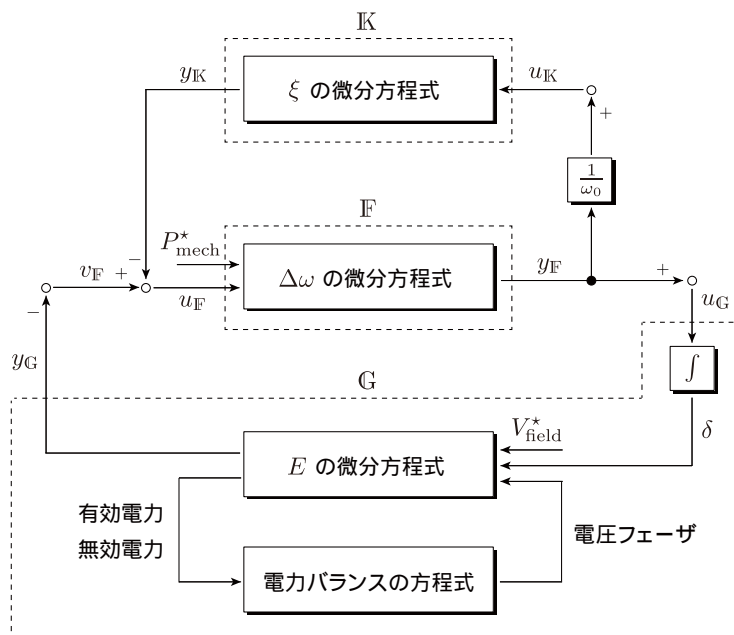 𝕂
y_𝕂
ξ の微分方程式
u_𝕂
+
1/ω_0
𝔽
P^⋆_mech
−
v_𝔽
+
u_𝔽
Δω の微分方程式
y_𝔽
+
−
u_𝔾
y_𝔾
𝔾
∫
V^⋆_field
δ
E の微分方程式
有効電力
無効電力
電圧フェーザ
電力バランスの方程式